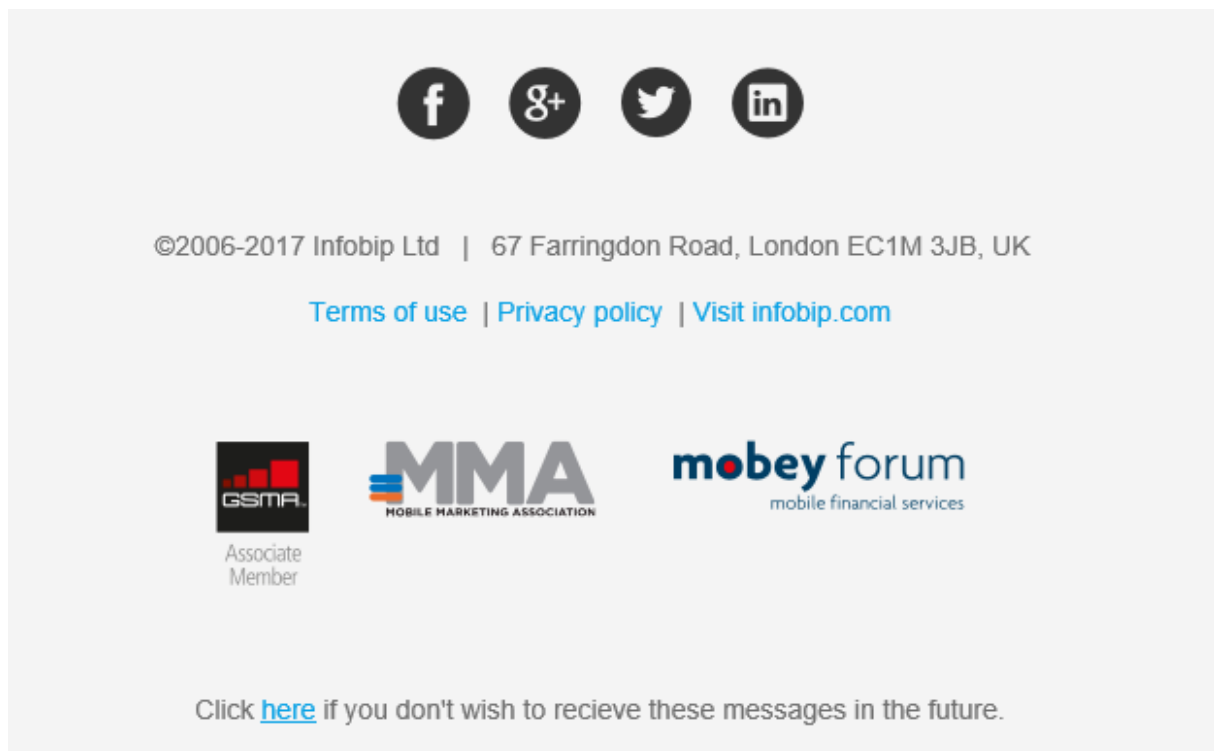 f g+ in
©2006-2017 Infobip Ltd | 67 Farringdon Road, London EC1M 3JB, UK
Terms of use | Privacy policy | Visit infobip.com
GSMA
Associate
Member
MMA
MOBILE MARKETING ASSOCIATION
mobey forum
mobile financial services
Click here if you don't wish to recieve these messages in the future.